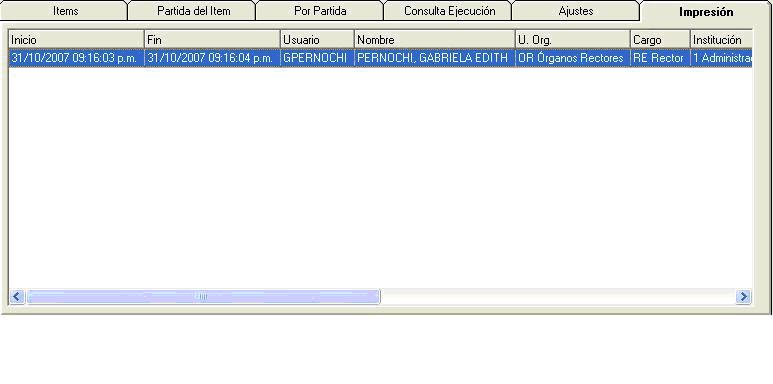 Items Partida del Item Por Partida Consulta Ejecución Ajustes Impresión
Inicio Fin Usuario Nombre U. Org. Cargo Institución
31/10/2007 09:16:03 p.m. 31/10/2007 09:16:04 p.m. GPERNOCHI PERNOCHI, GABRIELA EDITH OR Órganos Rectores RE Rector 1 Administrac